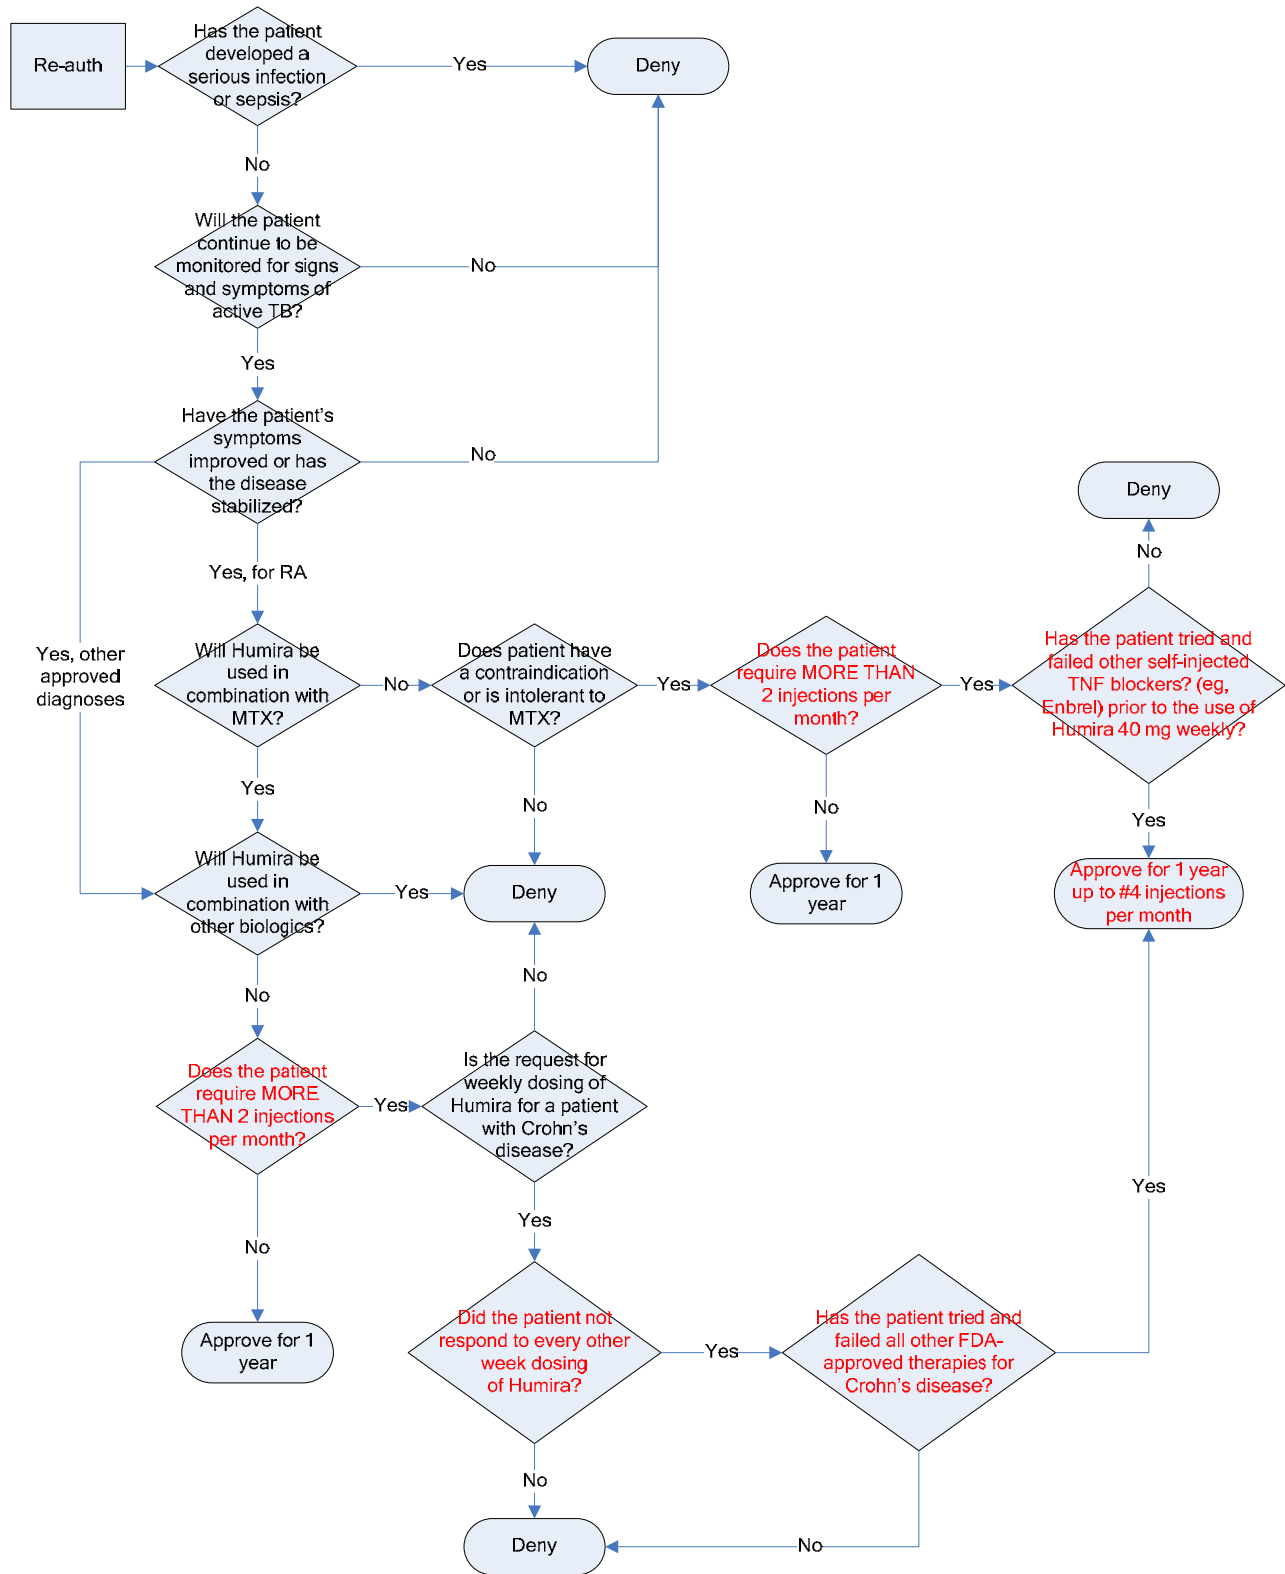 Re-auth
Has the patient
developed a
serious infection
or sepsis?
Yes
Deny
No
Will the patient
continue to be
monitored for signs
and symptoms of
active TB?
No
Yes
Have the patient's
symptoms
improved or has
the disease
stabilized?
No
Yes, for RA
Yes, other
approved
diagnoses
Will Humira be
used in
combination with
MTX?
No
Does patient have
a contraindication
or is intolerant to
MTX?
Yes
Does the patient
require MORE THAN
2 injections per
month?
Yes
Has the patient tried and
failed other self-injected
TNF blockers? (eg,
Enbrel) prior to the use of
Humira 40 mg weekly?
No
Deny
Yes
No
No
Yes
Will Humira be
used in
combination with
other biologics?
Yes
Deny
Approve for 1
year
Approve for 1 year
up to #4 injections
per month
No
No
Does the patient
require MORE
THAN 2 injections
per month?
Yes
Is the request for
weekly dosing of
Humira for a patient
with Crohn's
disease?
Yes
No
Yes
Approve for 1
year
Did the patient not
respond to every other
week dosing
of Humira?
Yes
Has the patient tried and
failed all other FDA-
approved therapies for
Crohn's disease?
No
Deny
No